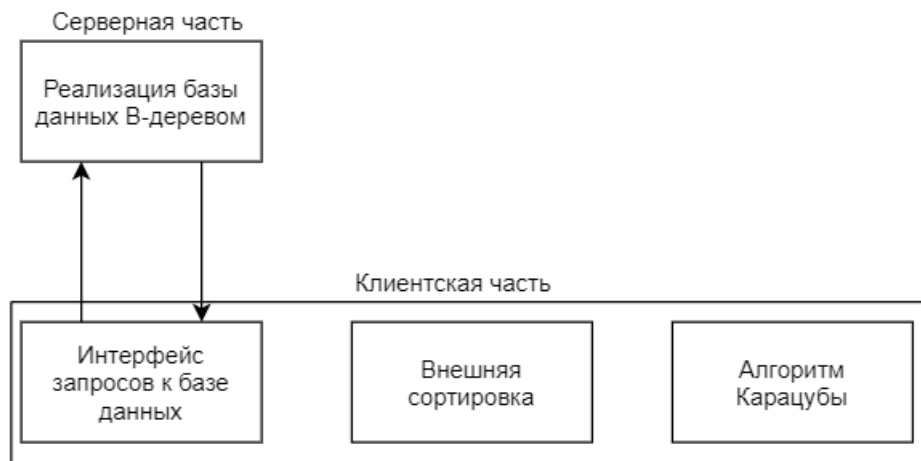 Серверная часть
Реализация базы
данных B-деревом
Клиентская часть
Интерфейс
запросов к базе
данных
Внешняя
сортировка
Алгоритм
Карацубы